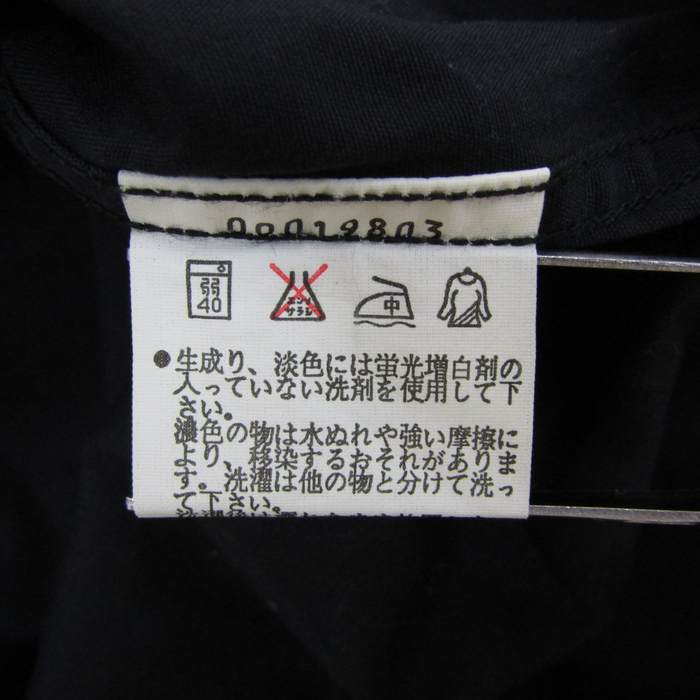 00019803
弱
40
エンソ
サラシ
中
●生成り、淡色には蛍光増白剤の
入っていない洗剤を使用して下
さい。
濃色の物は水ぬれや強い摩擦に
より、移染するおそれがありま
す。洗濯は他の物と分けて洗っ
て下さい。